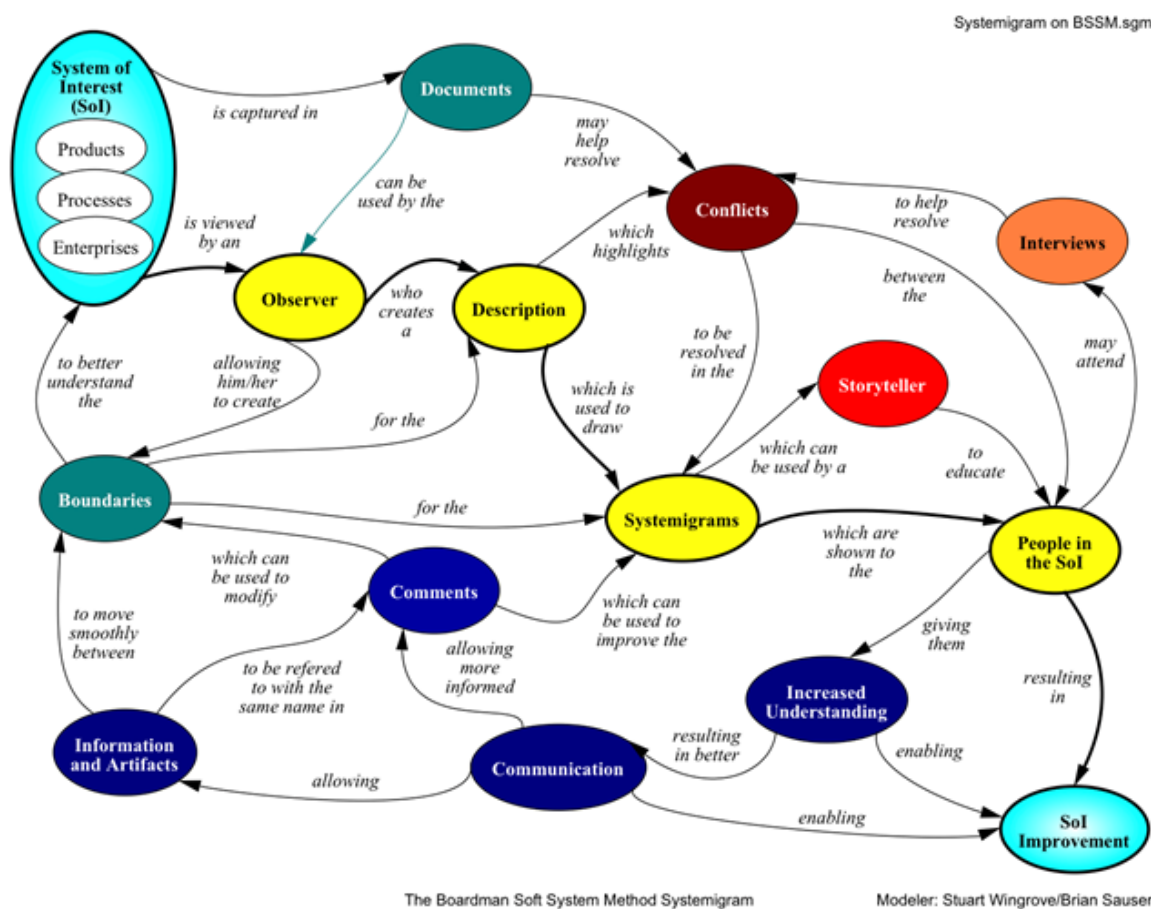 Systemigram on BSSM.sgm
System of
Interest
(SoI)
Products
Processes
Enterprises
is captured in
Documents
may
help
resolve
can be
used by the
Conflicts
to help
resolve
Interviews
is viewed
by an
which
highlights
Observer
who
creates
a
Description
between
the
to better
understand
the
allowing
him/her
to create
for the
which is
used to
draw
to be
resolved
in the
Storyteller
may
attend
which can
be used by a
to
educate
Boundaries
for the
Systemigrams
which are
shown to
the
People in
the SoI
which can
be used to
modify
Comments
which can
be used to
improve the
to move
smoothly
between
to be refered
to with the
same name in
allowing
more
informed
giving
them
resulting
in
Increased
Understanding
Information
and Artifacts
allowing
Communication
resulting
in better
enabling
enabling
SoI
Improvement
The Boardman Soft System Method Systemigram
Modeler: Stuart Wingrove/Brian Sauser